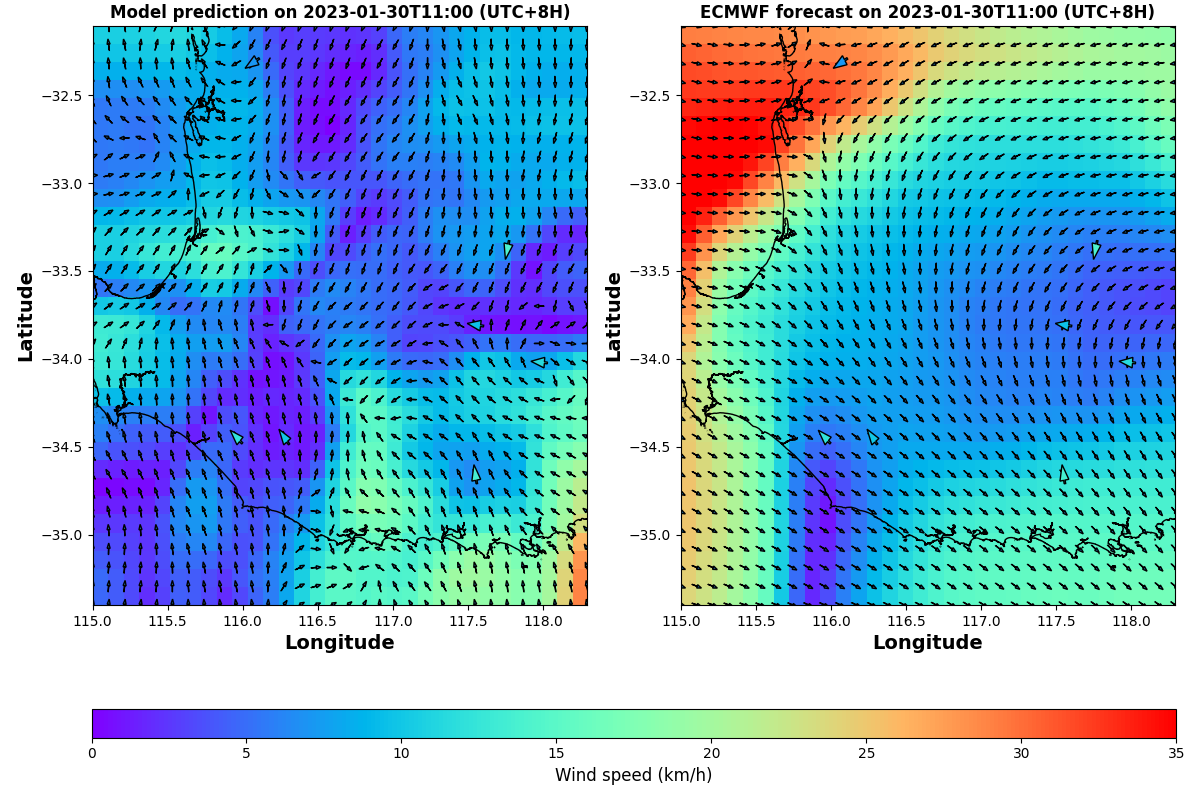 Model prediction on 2023-01-30T11:00 (UTC+8H)
ECMWF forecast on 2023-01-30T11:00 (UTC+8H)
Latitude
−32.5
−33.0
−33.5
−34.0
−34.5
−35.0
115.0 115.5 116.0 116.5 117.0 117.5 118.0
Longitude
Latitude
−32.5
−33.0
−33.5
−34.0
−34.5
−35.0
115.0 115.5 116.0 116.5 117.0 117.5 118.0
Longitude
0 5 10 15 20 25 30 35
Wind speed (km/h)